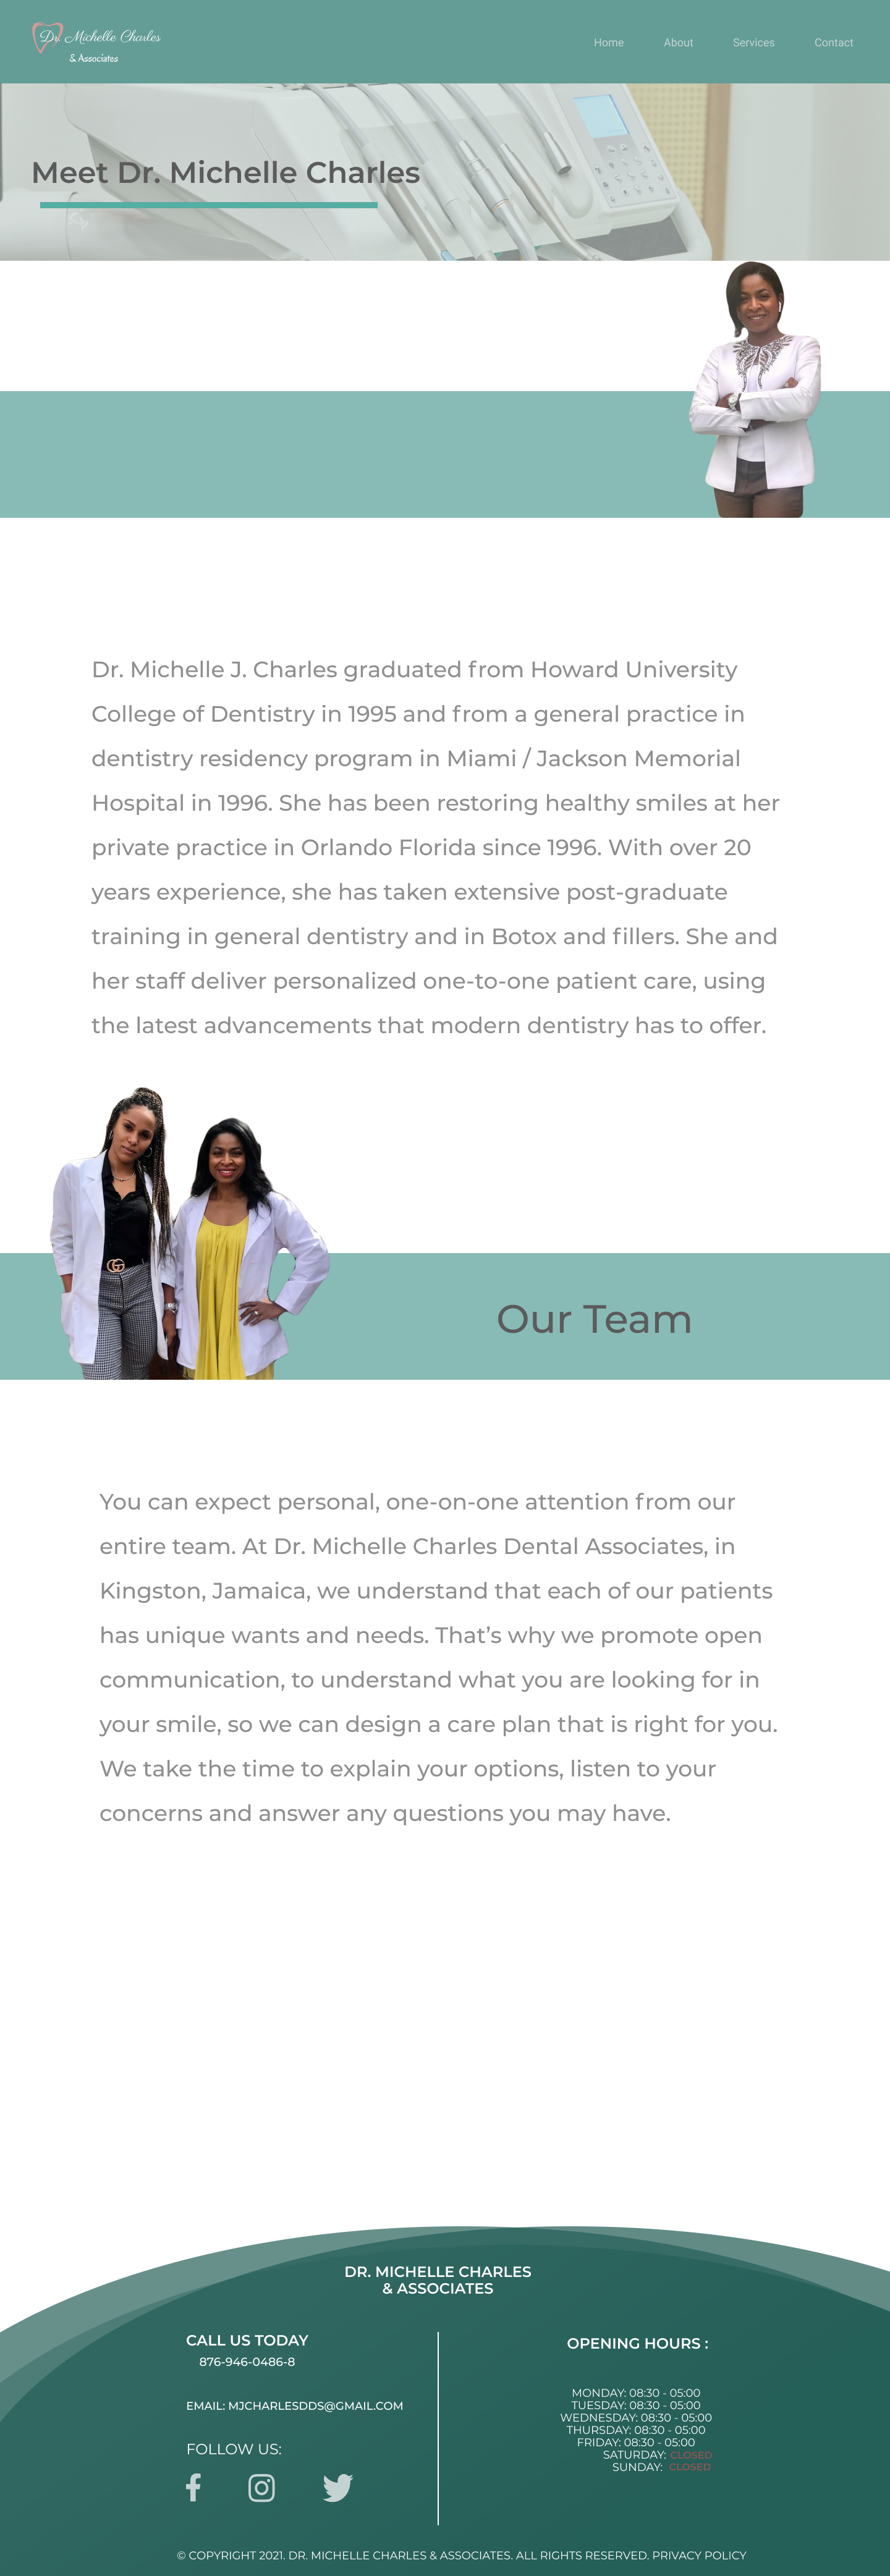 Dr. Michelle Charles
& Associates
Home About Services Contact
Meet Dr. Michelle Charles
Dr. Michelle J. Charles graduated from Howard University
College of Dentistry in 1995 and from a general practice in
dentistry residency program in Miami / Jackson Memorial
Hospital in 1996. She has been restoring healthy smiles at her
private practice in Orlando Florida since 1996. With over 20
years experience, she has taken extensive post-graduate
training in general dentistry and in Botox and fillers. She and
her staff deliver personalized one-to-one patient care, using
the latest advancements that modern dentistry has to offer.
Our Team
You can expect personal, one-on-one attention from our
entire team. At Dr. Michelle Charles Dental Associates, in
Kingston, Jamaica, we understand that each of our patients
has unique wants and needs. That’s why we promote open
communication, to understand what you are looking for in
your smile, so we can design a care plan that is right for you.
We take the time to explain your options, listen to your
concerns and answer any questions you may have.
DR. MICHELLE CHARLES
& ASSOCIATES
CALL US TODAY
876-946-0486-8
EMAIL: MJCHARLESDDS@GMAIL.COM
FOLLOW US:
OPENING HOURS :
MONDAY: 08:30 - 05:00
TUESDAY: 08:30 - 05:00
WEDNESDAY: 08:30 - 05:00
THURSDAY: 08:30 - 05:00
FRIDAY: 08:30 - 05:00
SATURDAY: CLOSED
SUNDAY: CLOSED
© COPYRIGHT 2021. DR. MICHELLE CHARLES & ASSOCIATES. ALL RIGHTS RESERVED. PRIVACY POLICY